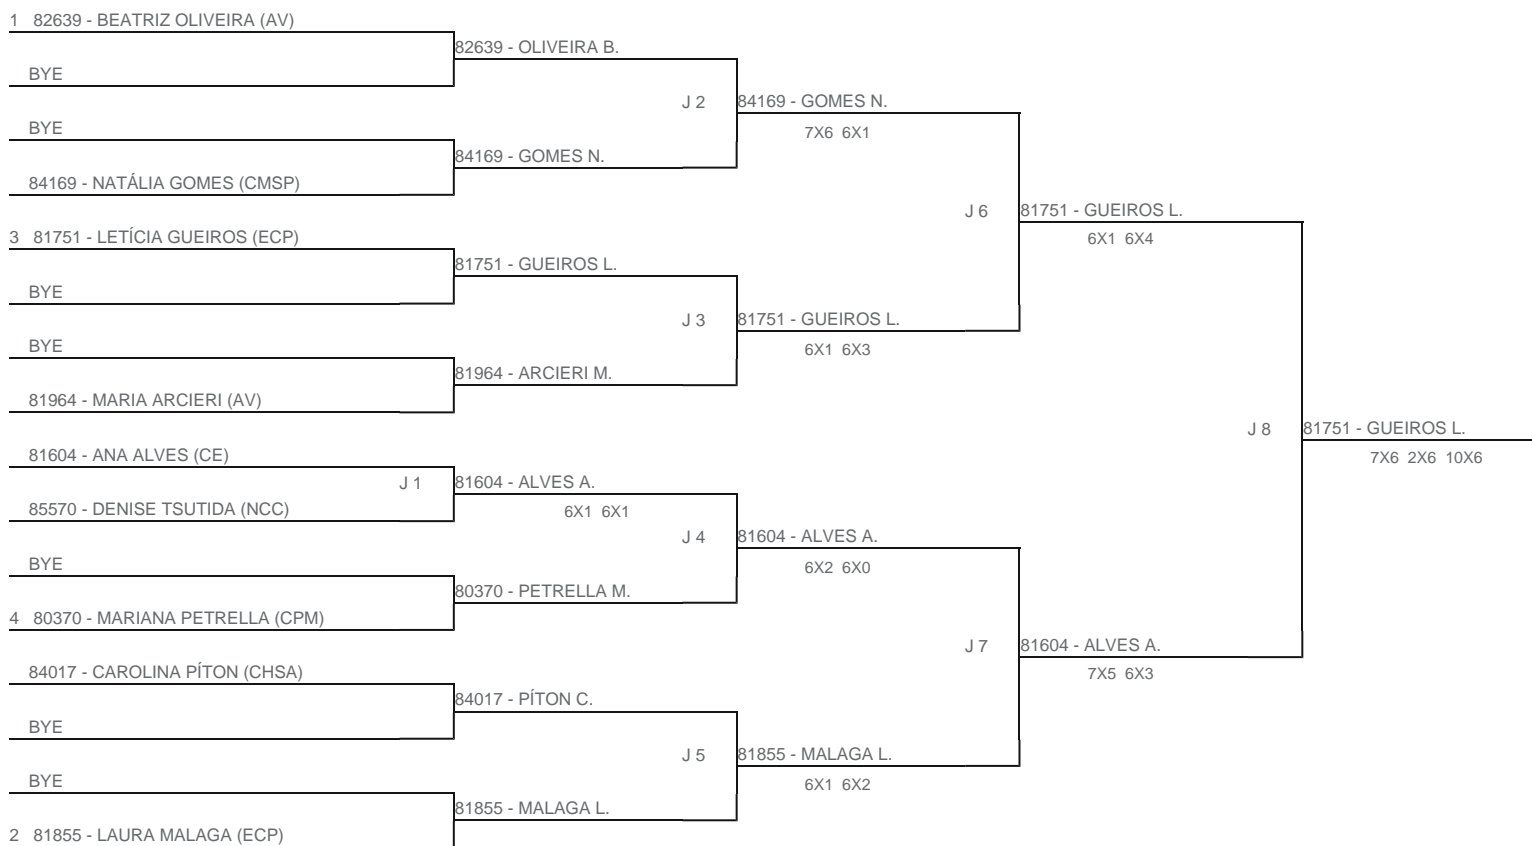 1 82639 - BEATRIZ OLIVEIRA (AV)
82639 - OLIVEIRA B.
BYE
J 2
84169 - GOMES N.
BYE
7X6 6X1
84169 - GOMES N.
84169 - NATÁLIA GOMES (CMSP)
J 6
81751 - GUEIROS L.
3 81751 - LETÍCIA GUEIROS (ECP)
6X1 6X4
81751 - GUEIROS L.
BYE
J 3
81751 - GUEIROS L.
BYE
6X1 6X3
81964 - ARCIERI M.
81964 - MARIA ARCIERI (AV)
J 8
81751 - GUEIROS L.
81604 - ANA ALVES (CE)
7X6 2X6 10X6
J 1
81604 - ALVES A.
85570 - DENISE TSUTIDA (NCC)
6X1 6X1
J 4
81604 - ALVES A.
BYE
6X2 6X0
80370 - PETRELLA M.
4 80370 - MARIANA PETRELLA (CPM)
J 7
81604 - ALVES A.
84017 - CAROLINA PÍTON (CHSA)
7X5 6X3
84017 - PÍTON C.
BYE
J 5
81855 - MALAGA L.
BYE
6X1 6X2
81855 - MALAGA L.
2 81855 - LAURA MALAGA (ECP)